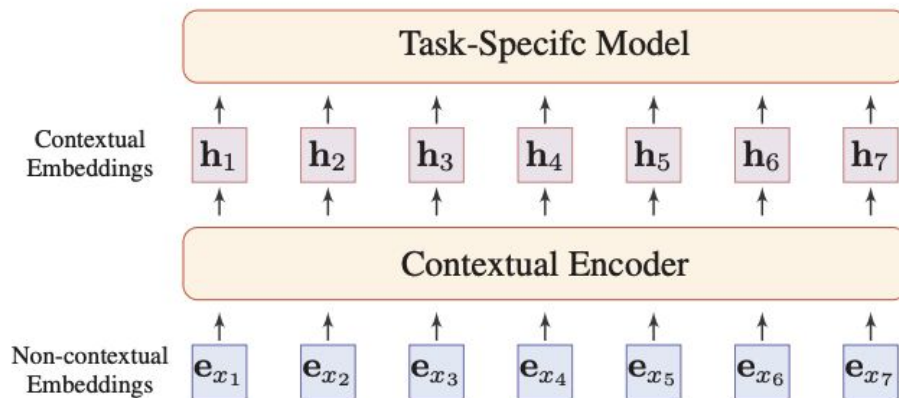 Task-Specifc Model
Contextual
Embeddings
h₁ h₂ h₃ h₄ h₅ h₆ h₇
Contextual Encoder
Non-contextual
Embeddings
eₓ₁ eₓ₂ eₓ₃ eₓ₄ eₓ₅ eₓ₆ eₓ₇